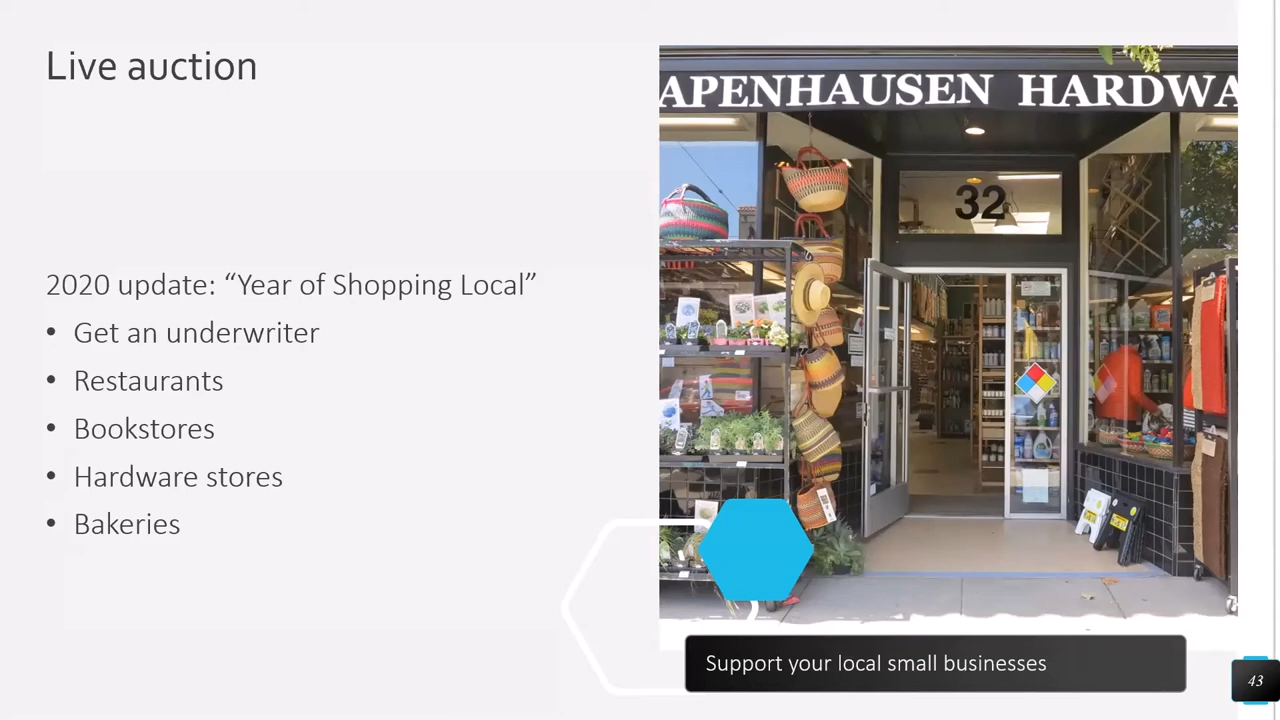 Live auction
APENHAUSEN HARDWA
32
2020 update: “Year of Shopping Local”
• Get an underwriter
• Restaurants
• Bookstores
• Hardware stores
• Bakeries
Support your local small businesses
43